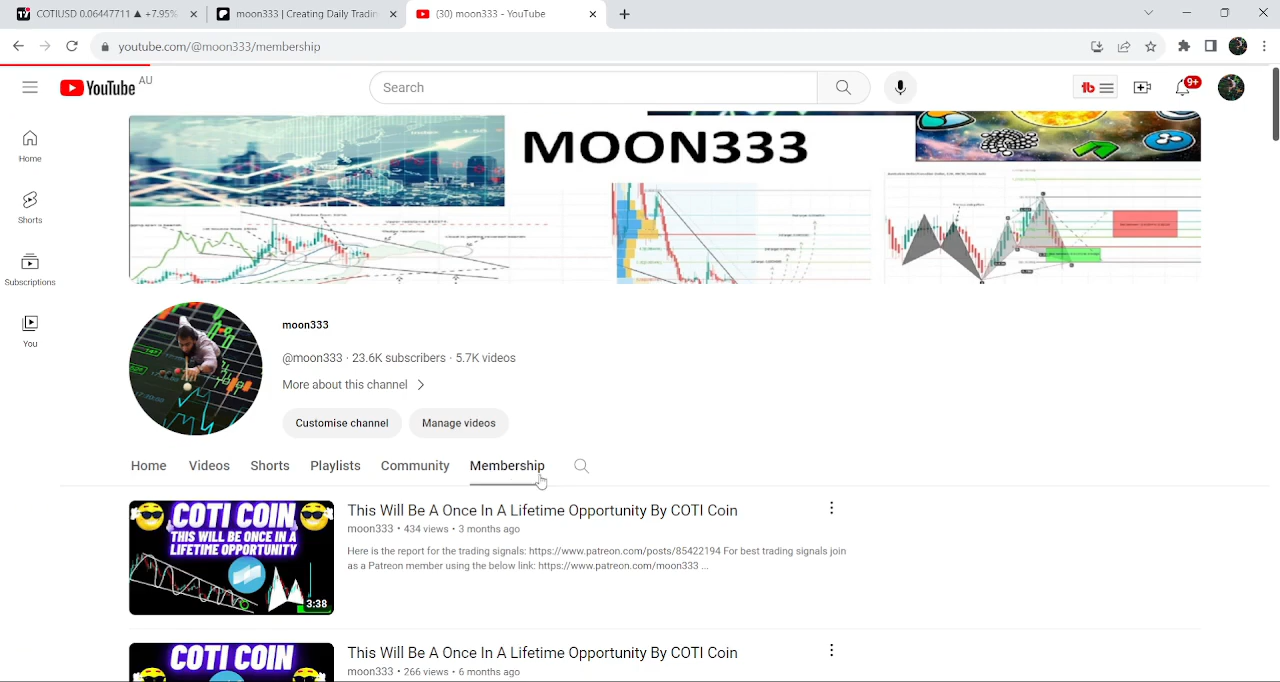 COTIUSD 0.06447711 ▲ +7.95%
moon333 | Creating Daily Tradin
(30) moon333 - YouTube
youtube.com/@moon333/membership
YouTube AU
Search
tb
9+
Home
Shorts
Subscriptions
You
MOON333
moon333
@moon333 · 23.6K subscribers · 5.7K videos
More about this channel
Customise channel
Manage videos
Home
Videos
Shorts
Playlists
Community
Membership
COTI COIN
THIS WILL BE ONCE IN A
LIFETIME OPPORTUNITY
3:38
This Will Be A Once In A Lifetime Opportunity By COTI Coin
moon333 • 434 views • 3 months ago
Here is the report for the trading signals: https://www.patreon.com/posts/85422194 For best trading signals join
as a Patreon member using the below link: https://www.patreon.com/moon333 ...
COTI COIN
This Will Be A Once In A Lifetime Opportunity By COTI Coin
moon333 • 266 views • 6 months ago